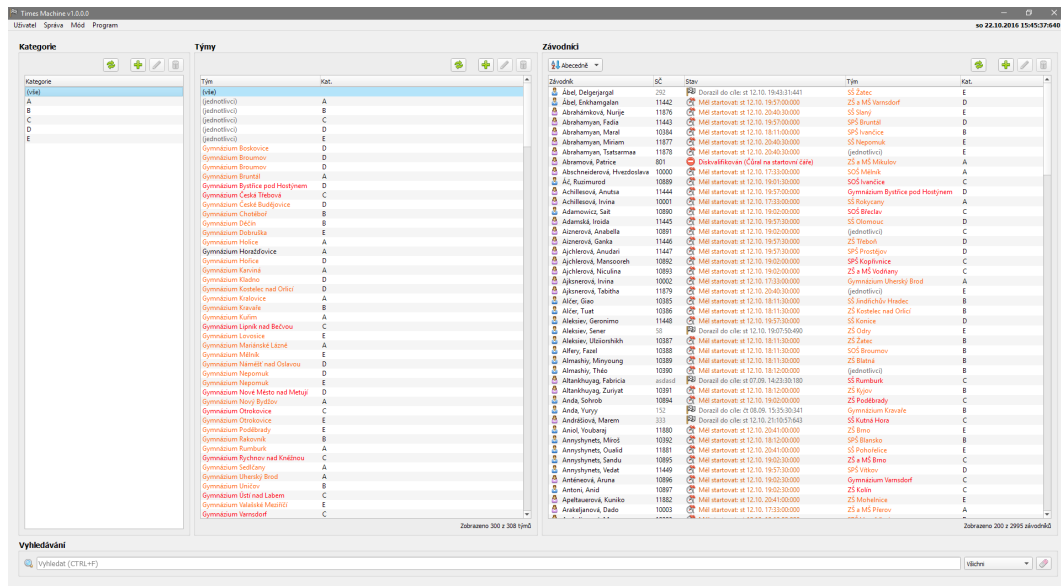 Times Machine v1.0.0.0
Uživatel Správa Mód Program
so 22.10.2016 15:45:37:640
Kategorie
Kategorie
(vše)
A
B
C
D
E
Týmy
Tým Kat.
(vše)
(jednotlivci) A
(jednotlivci) B
(jednotlivci) C
(jednotlivci) D
(jednotlivci) E
Gymnázium Boskovice D
Gymnázium Broumov D
Gymnázium Broumov D
Gymnázium Bruntál A
Gymnázium Bystřice pod Hostýnem D
Gymnázium Česká Třebová C
Gymnázium České Budějovice D
Gymnázium Chotěboř B
Gymnázium Děčín B
Gymnázium Dobruška E
Gymnázium Holice A
Gymnázium Horažďovice A
Gymnázium Hořice D
Gymnázium Karviná A
Gymnázium Kladno D
Gymnázium Kostelec nad Orlicí D
Gymnázium Kralovice A
Gymnázium Kravaře B
Gymnázium Kuřim A
Gymnázium Lipník nad Bečvou C
Gymnázium Lovosice E
Gymnázium Mariánské Lázně A
Gymnázium Mělník E
Gymnázium Náměšť nad Oslavou D
Gymnázium Nepomuk D
Gymnázium Nepomuk E
Gymnázium Nové Město nad Metují D
Gymnázium Nový Bydžov A
Gymnázium Otrokovice C
Gymnázium Otrokovice E
Gymnázium Poděbrady E
Gymnázium Rakovník B
Gymnázium Rumburk A
Gymnázium Rychnov nad Kněžnou C
Gymnázium Sedlčany A
Gymnázium Uherský Brod A
Gymnázium Uničov B
Gymnázium Ústí nad Labem C
Gymnázium Valašské Meziříčí E
Gymnázium Varnsdorf C
Zobrazeno 300 z 308 týmů
Závodníci
Abecedně
Závodník SČ Stav Tým Kat.
Ábel, Delgerjargal 292 Dorazil do cíle: st 12.10. 19:43:31:441 SŠ Žatec E
Ábel, Enkhamgalan 11442 Měl startovat: st 12.10. 19:57:00:000 ZŠ a MŠ Varnsdorf D
Abrahámková, Nurije 11876 Měl startovat: st 12.10. 20:40:30:000 SŠ Slaný E
Abrahamyan, Fadia 11443 Měl startovat: st 12.10. 19:57:00:000 SPŠ Bruntál D
Abrahamyan, Maral 10384 Měl startovat: st 12.10. 18:11:00:000 SPŠ Ivančice B
Abrahamyan, Miriam 11877 Měl startovat: st 12.10. 20:40:30:000 SŠ Nepomuk E
Abrahamyan, Tsatsarmaa 11878 Měl startovat: st 12.10. 20:40:30:000 (jednotlivci) E
Abramová, Patrice 801 Diskvalifikován (Čůral na startovní čáře) ZŠ a MŠ Mikulov A
Abschneiderová, Hvezdoslava 10000 Měl startovat: st 12.10. 17:33:00:000 SOŠ Mělník A
Áč, Ruzimurod 10889 Měl startovat: st 12.10. 19:01:30:000 SOŠ Ivančice C
Achillesová, Anutsa 11444 Měl startovat: st 12.10. 19:57:00:000 Gymnázium Bystřice pod Hostýnem D
Achillesová, Irvina 10001 Měl startovat: st 12.10. 17:33:00:000 SŠ Rokycany A
Adamowicz, Sait 10890 Měl startovat: st 12.10. 19:02:00:000 SOŠ Břeclav C
Adamská, Iroida 11445 Měl startovat: st 12.10. 19:57:30:000 SŠ Olomouc D
Aiznerová, Anabella 10891 Měl startovat: st 12.10. 19:02:00:000 (jednotlivci) C
Aiznerová, Ganka 11446 Měl startovat: st 12.10. 19:57:30:000 ZŠ Třeboň D
Ajchlerová, Anudari 11447 Měl startovat: st 12.10. 19:57:30:000 SPŠ Prostějov D
Ajchlerová, Mansooreh 10892 Měl startovat: st 12.10. 19:02:00:000 SPŠ Kopřivnice C
Ajchlerová, Niculina 10893 Měl startovat: st 12.10. 19:02:00:000 ZŠ a MŠ Vodňany C
Ajksnerová, Irvina 10002 Měl startovat: st 12.10. 17:33:00:000 Gymnázium Uherský Brod A
Ajksnerová, Tabitha 11879 Měl startovat: st 12.10. 20:40:30:000 (jednotlivci) E
Alčer, Giao 10385 Měl startovat: st 12.10. 18:11:30:000 SŠ Jindřichův Hradec B
Alčer, Tuat 10386 Měl startovat: st 12.10. 18:11:30:000 ZŠ Kostelec nad Orlicí B
Aleksiev, Geronimo 11448 Měl startovat: st 12.10. 19:57:30:000 SŠ Konice D
Aleksiev, Sener 58 Dorazil do cíle: st 12.10. 19:07:50:490 ZŠ Odry E
Aleksiev, Ulziiorshikh 10387 Měl startovat: st 12.10. 18:11:30:000 ZŠ Žatec B
Alfery, Fazel 10388 Měl startovat: st 12.10. 18:11:30:000 SOŠ Broumov B
Almashiy, Minyoung 10389 Měl startovat: st 12.10. 18:11:30:000 ZŠ Blatná B
Almashiy, Théo 10390 Měl startovat: st 12.10. 18:12:00:000 (jednotlivci) B
Altankhuyag, Fabricia asdasd Dorazil do cíle: st 07.09. 14:23:30:180 SŠ Rumburk C
Altankhuyag, Zuriyat 10391 Měl startovat: st 12.10. 18:12:00:000 ZŠ Kyjov B
Anda, Sohrob 10894 Měl startovat: st 12.10. 19:02:00:000 ZŠ Poděbrady C
Anda, Yuryy 152 Dorazil do cíle: čt 08.09. 15:35:30:341 Gymnázium Kravaře B
Andrášiová, Marem 333 Dorazil do cíle: st 12.10. 21:10:57:643 SŠ Kutná Hora C
Aniol, Youbaraj 11880 Měl startovat: st 12.10. 20:41:00:000 ZŠ Brno E
Annyshynets, Miroš 10392 Měl startovat: st 12.10. 18:12:00:000 SPŠ Blansko B
Annyshynets, Oualid 11881 Měl startovat: st 12.10. 20:41:00:000 SŠ Pohořelice E
Annyshynets, Sandu 10895 Měl startovat: st 12.10. 19:02:30:000 ZŠ a MŠ Brno C
Annyshynets, Vedat 11449 Měl startovat: st 12.10. 19:57:30:000 SPŠ Vítkov D
Anténeová, Aruna 10896 Měl startovat: st 12.10. 19:02:30:000 Gymnázium Varnsdorf C
Antoni, Anid 10897 Měl startovat: st 12.10. 19:02:30:000 ZŠ Kolín C
Apeltauerová, Kuniko 11882 Měl startovat: st 12.10. 20:41:00:000 ZŠ Mohelnice E
Arakeljanová, Dado 10003 Měl startovat: st 12.10. 17:33:00:000 ZŠ a MŠ Přerov A
Zobrazeno 200 z 2995 závodníků
Vyhledávání
Vyhledat (CTRL+F)
Všichni